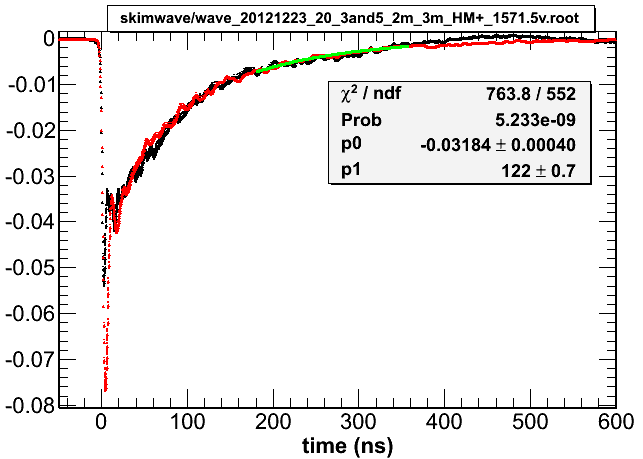 skimwave/wave_20121223_20_3and5_2m_3m_HM+_1571.5v.root
0
-0.01
-0.02
-0.03
-0.04
-0.05
-0.06
-0.07
-0.08
χ² / ndf 763.8 / 552
Prob 5.233e-09
p0 -0.03184 ± 0.00040
p1 122 ± 0.7
0 100 200 300 400 500 600
time (ns)